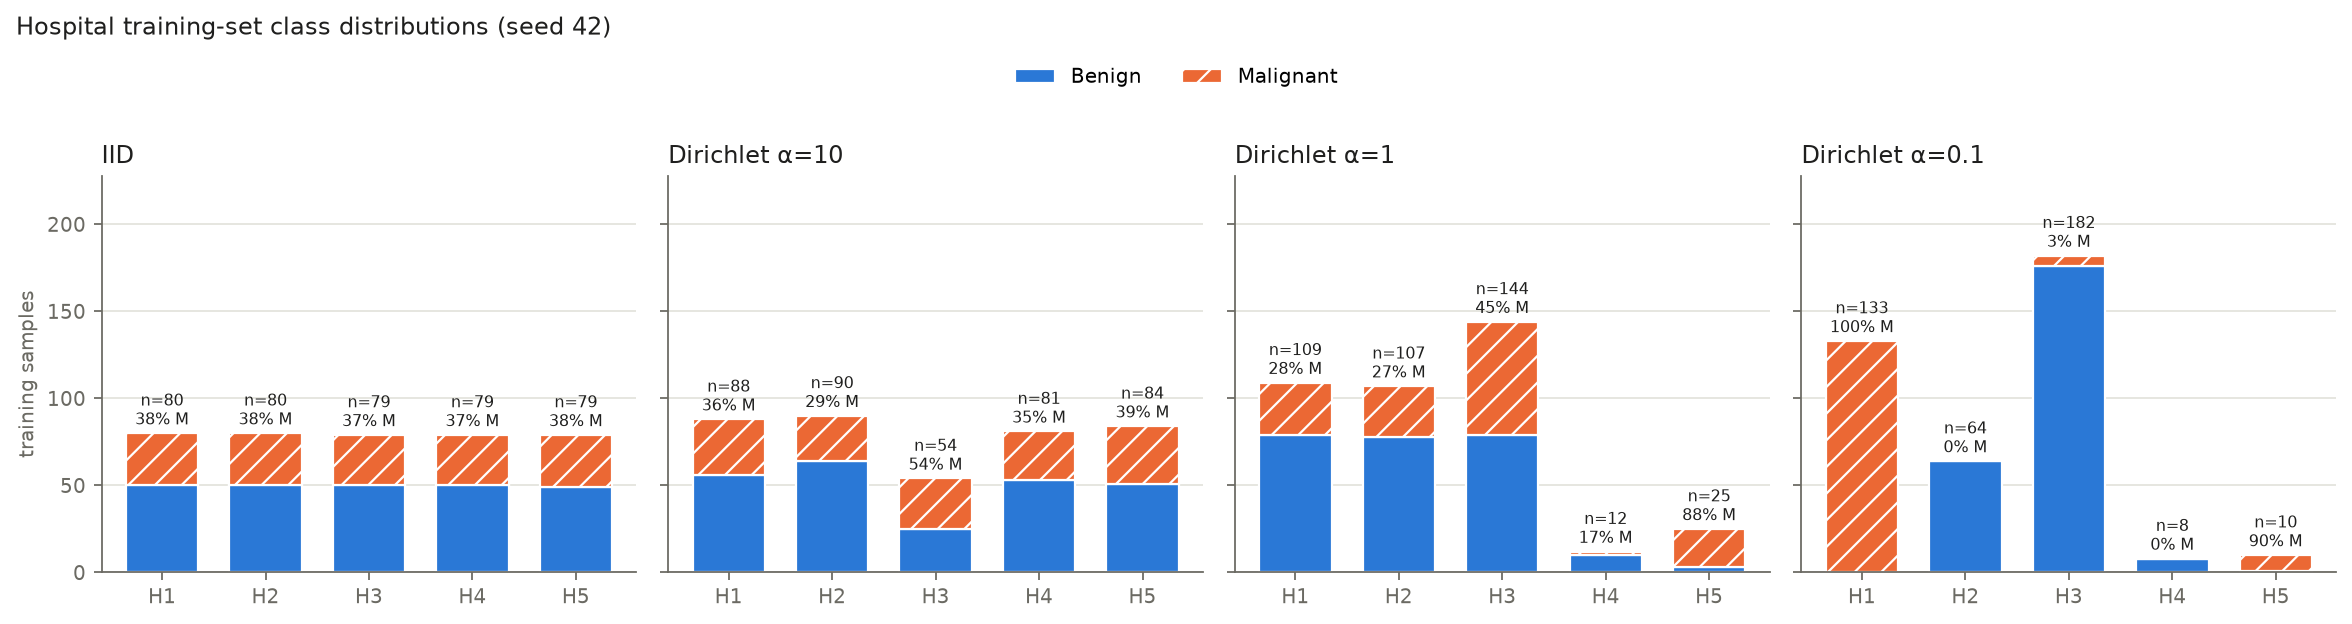 Hospital training-set class distributions (seed 42)
Benign
Malignant
IID
training samples
200
150
100
50
0
n=80
38% M
n=80
38% M
n=79
37% M
n=79
37% M
n=79
38% M
H1 H2 H3 H4 H5
Dirichlet α=10
n=88
36% M
n=90
29% M
n=54
54% M
n=81
35% M
n=84
39% M
H1 H2 H3 H4 H5
Dirichlet α=1
n=109
28% M
n=107
27% M
n=144
45% M
n=12
17% M
n=25
88% M
H1 H2 H3 H4 H5
Dirichlet α=0.1
n=133
100% M
n=64
0% M
n=182
3% M
n=8
0% M
n=10
90% M
H1 H2 H3 H4 H5